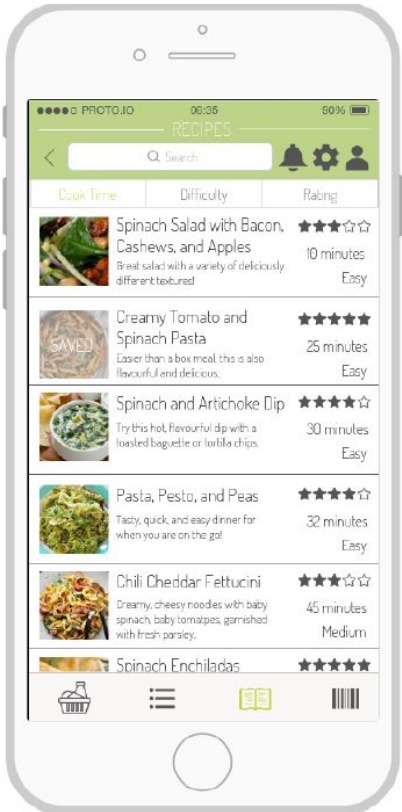 PROTO.IO 06:35 90%
RECIPES
Search
Cook Time Difficulty Rating
Spinach Salad with Bacon,
Cashews, and Apples
Great salad with a variety of deliciously
different textures!
10 minutes
Easy
SAVED
Creamy Tomato and
Spinach Pasta
Easier than a box meal, this is also
flavourful and delicious.
25 minutes
Easy
Spinach and Artichoke Dip
Try this hot, flavourful dip with a
toasted baguette or tortilla chips.
30 minutes
Easy
Pasta, Pesto, and Peas
Tasty, quick, and easy dinner for
when you are on the go!
32 minutes
Easy
Chili Cheddar Fettucini
Creamy, cheesy noodles with baby
spinach, baby tomatpes, garnished
with fresh parsley.
45 minutes
Medium
Spinach Enchiladas